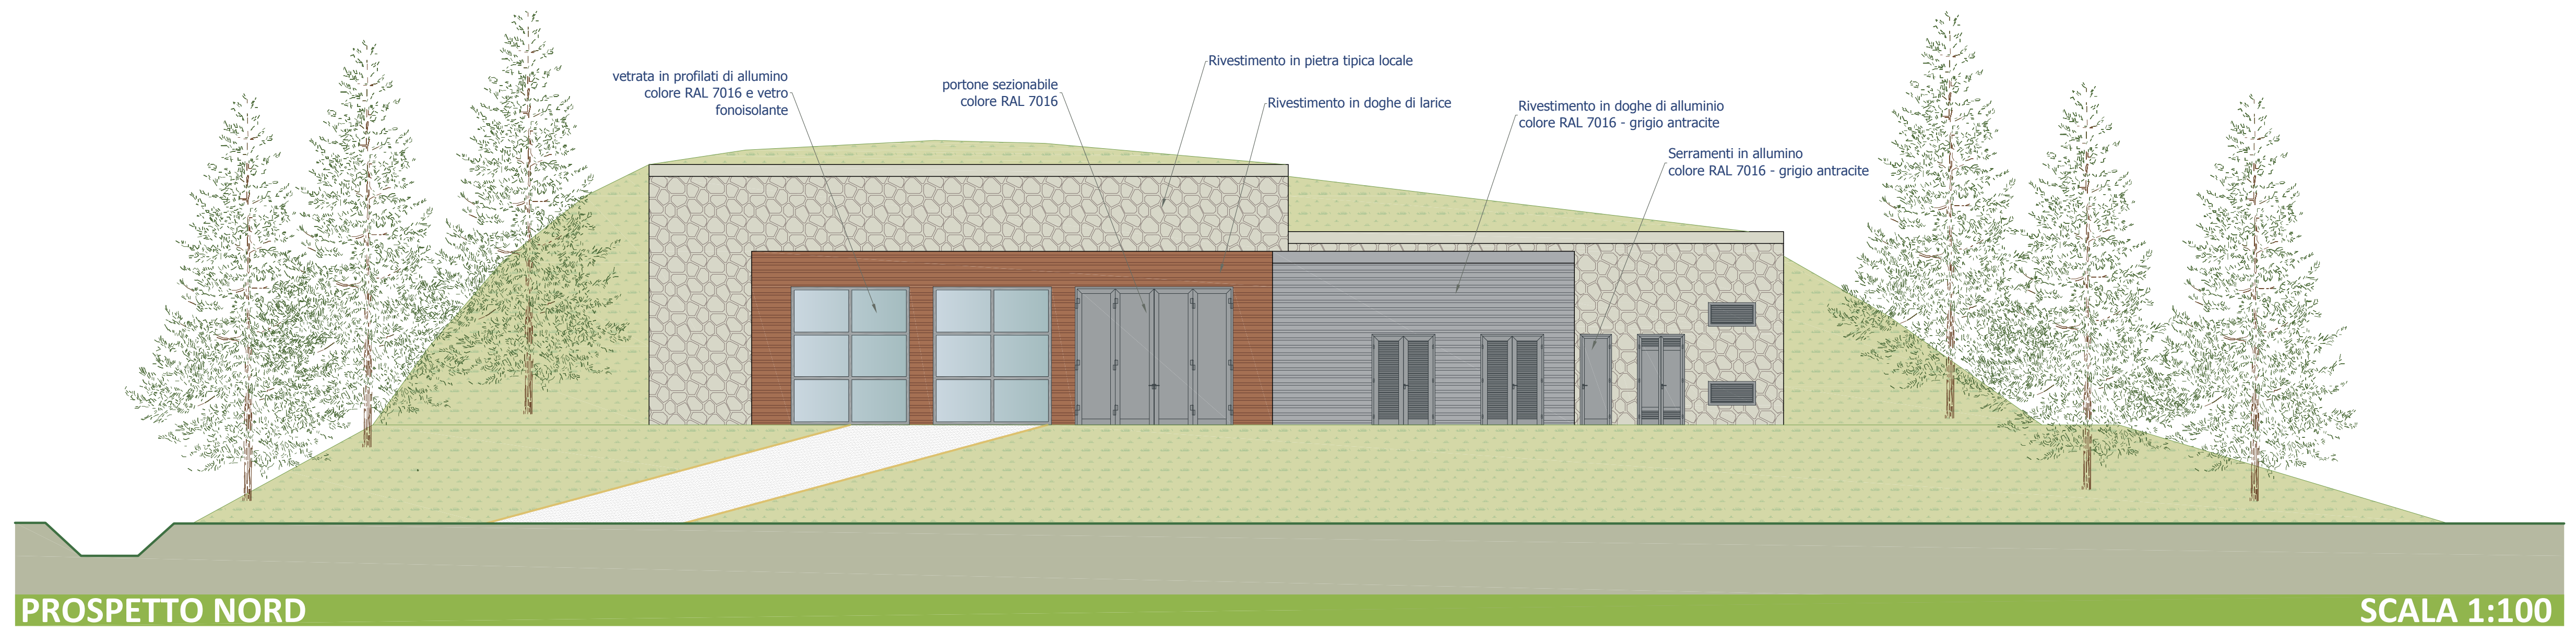 vetrata in profilati di allumino
colore RAL 7016 e vetro
fonoisolante
portone sezionabile
colore RAL 7016
Rivestimento in pietra tipica locale
Rivestimento in doghe di larice
Rivestimento in doghe di alluminio
colore RAL 7016 - grigio antracite
Serramenti in allumino
colore RAL 7016 - grigio antracite
PROSPETTO NORD
SCALA 1:100